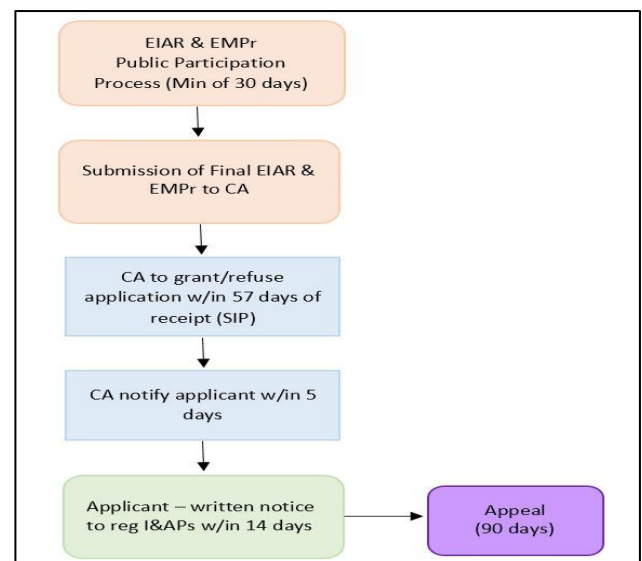 EIAR & EMPr
Public Participation
Process (Min of 30 days)
Submission of Final EIAR &
EMPr to CA
CA to grant/refuse
application w/in 57 days of
receipt (SIP)
CA notify applicant w/in 5
days
Applicant – written notice
to reg I&APs w/in 14 days
Appeal
(90 days)